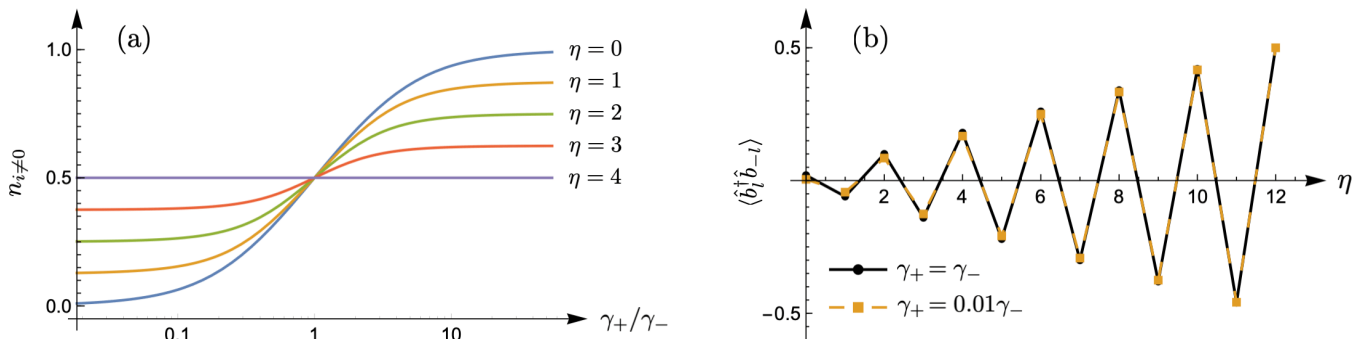 (a)
1.0
0.5
0.0
n_{i≠0}
η = 0
η = 1
η = 2
η = 3
η = 4
0.1
1
10
γ₊/γ₋
(b)
0.5
-0.5
⟨b̂_l^† b̂_{-l}⟩
2
4
6
8
10
12
η
γ₊ = γ₋
γ₊ = 0.01γ₋